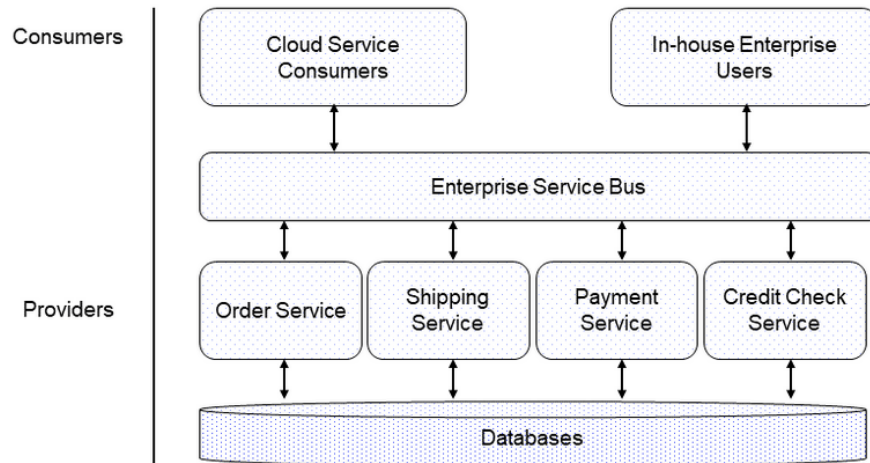 Consumers
Cloud Service
Consumers
In-house Enterprise
Users
Enterprise Service Bus
Providers
Order Service
Shipping
Service
Payment
Service
Credit Check
Service
Databases